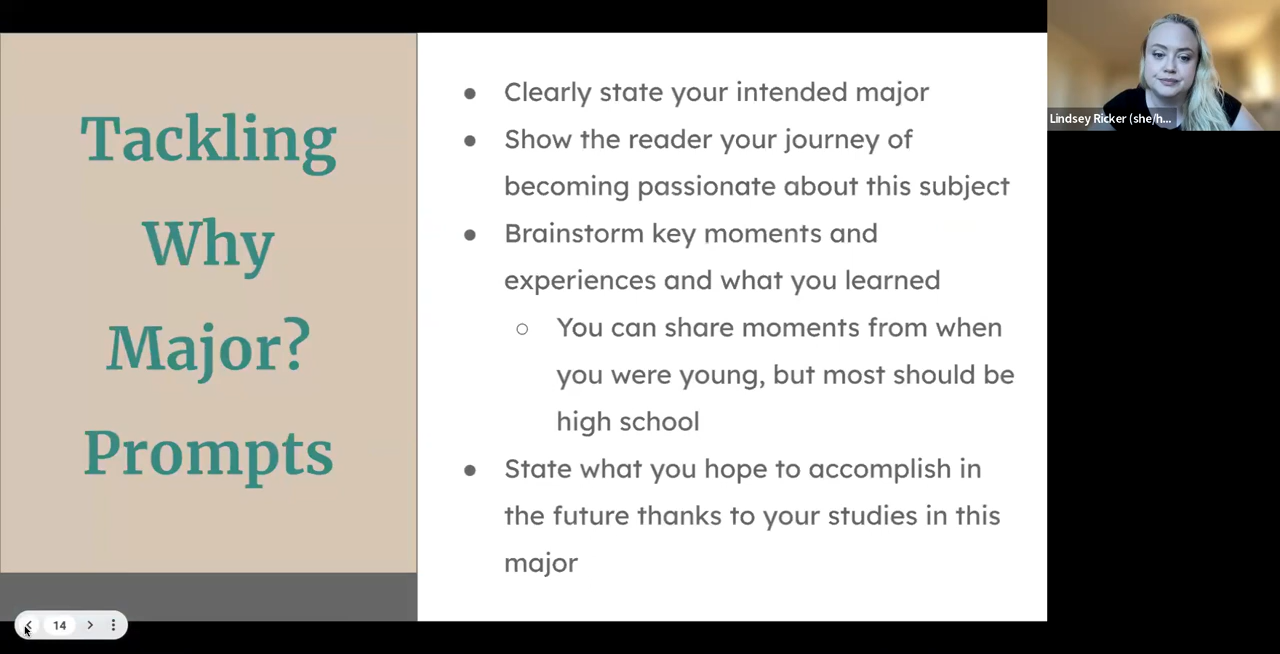 Tackling
Why
Major?
Prompts
● Clearly state your intended major
● Show the reader your journey of
becoming passionate about this subject
● Brainstorm key moments and
experiences and what you learned
○ You can share moments from when
you were young, but most should be
high school
● State what you hope to accomplish in
the future thanks to your studies in this
major
Lindsey Ricker (she/h...
14